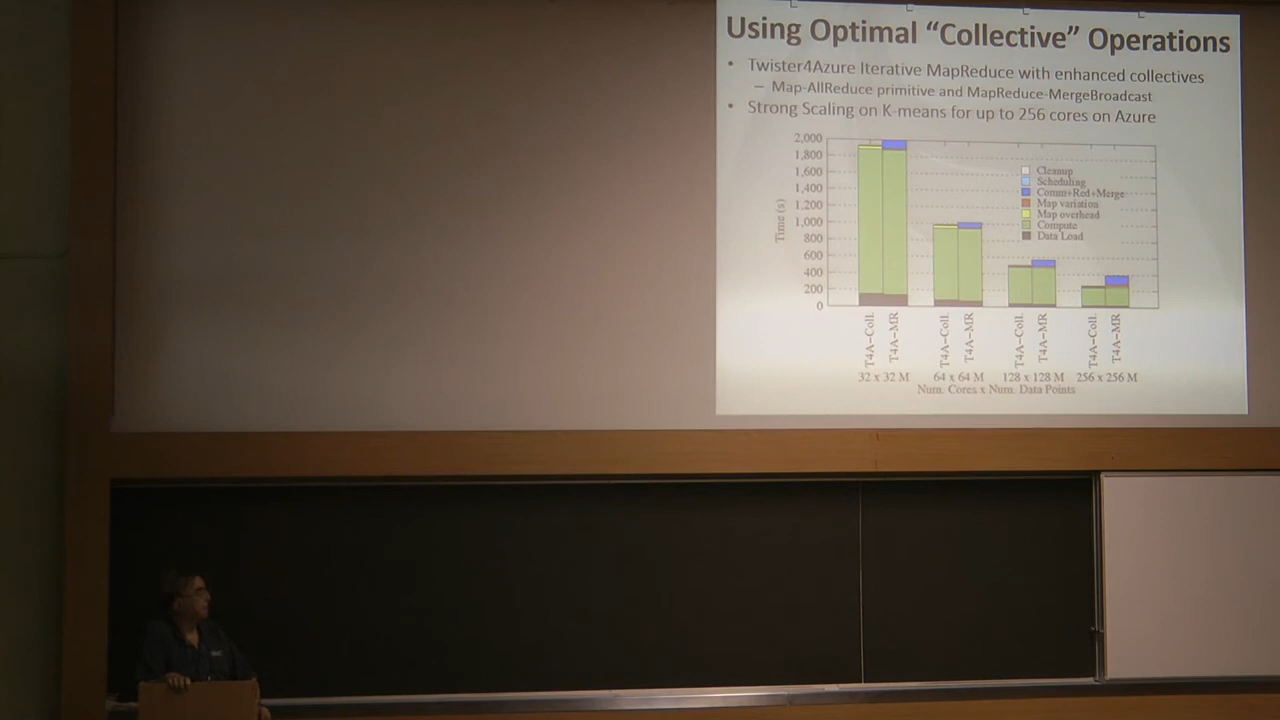 Using Optimal “Collective” Operations
• Twister4Azure Iterative MapReduce with enhanced collectives
– Map-AllReduce primitive and MapReduce-MergeBroadcast
• Strong Scaling on K-means for up to 256 cores on Azure
2,000
1,800
1,600
1,400
1,200
1,000
800
600
400
200
0
Time (s)
Cleanup
Scheduling
Comm+Red+Merge
Map variation
Map overhead
Compute
Data Load
T4A-Coll.
T4A-MR
T4A-Coll.
T4A-MR
T4A-Coll.
T4A-MR
T4A-Coll.
T4A-MR
32 x 32 M 64 x 64 M 128 x 128 M 256 x 256 M
Num. Cores x Num. Data Points